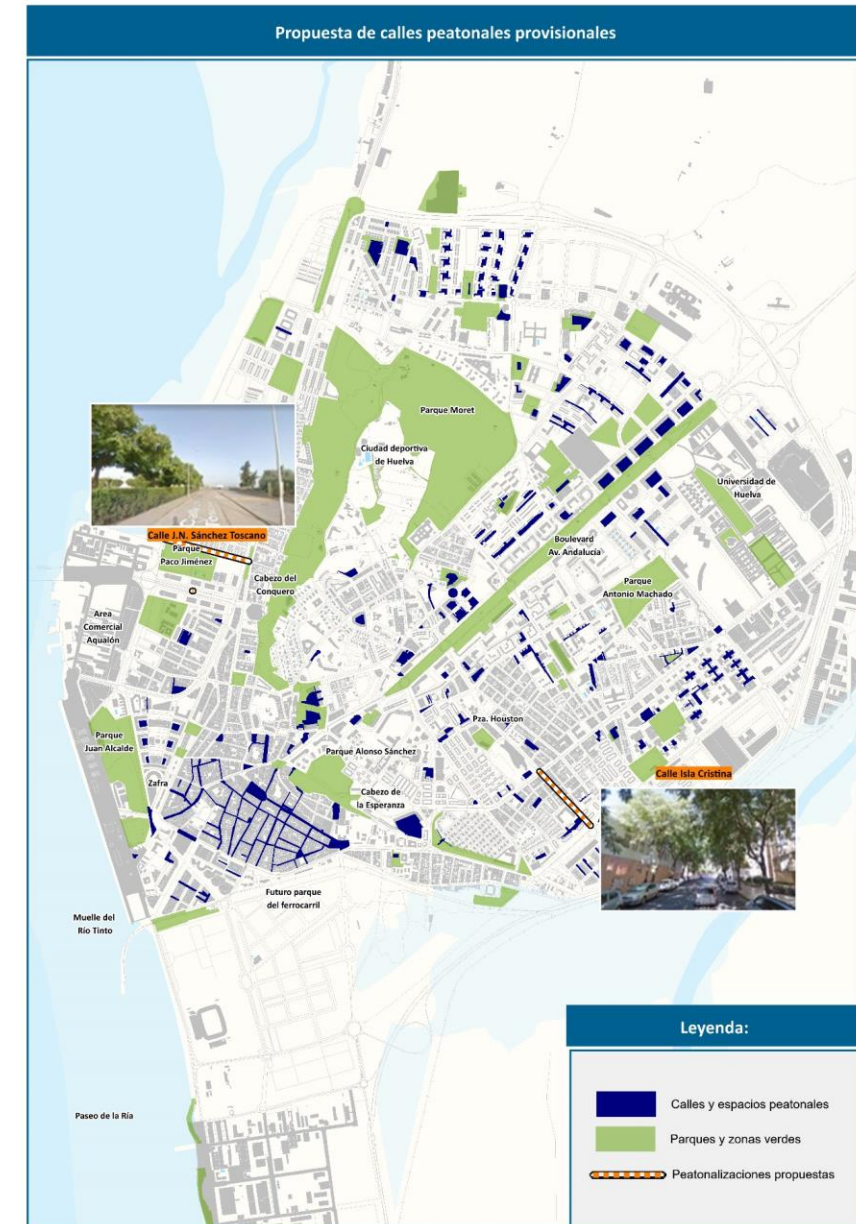 Propuesta de calles peatonales provisionales
Parque Moret
Ciudad deportiva
de Huelva
Universidad de
Huelva
Calle J.N. Sánchez Toscano
Parque
Paco Jiménez
Boulevard
Av. Andalucía
Cabezo del
Conquero
Parque
Antonio Machado
Area
Comercial
Aqualón
Pza. Houston
Parque
Juan Alcalde
Parque Alonso Sánchez
Calle Isla Cristina
Zafra
Cabezo de
la Esperanza
Futuro parque
del ferrocarril
Muelle del
Río Tinto
Paseo de la Ría
Leyenda:
Calles y espacios peatonales
Parques y zonas verdes
Peatonalizaciones propuestas